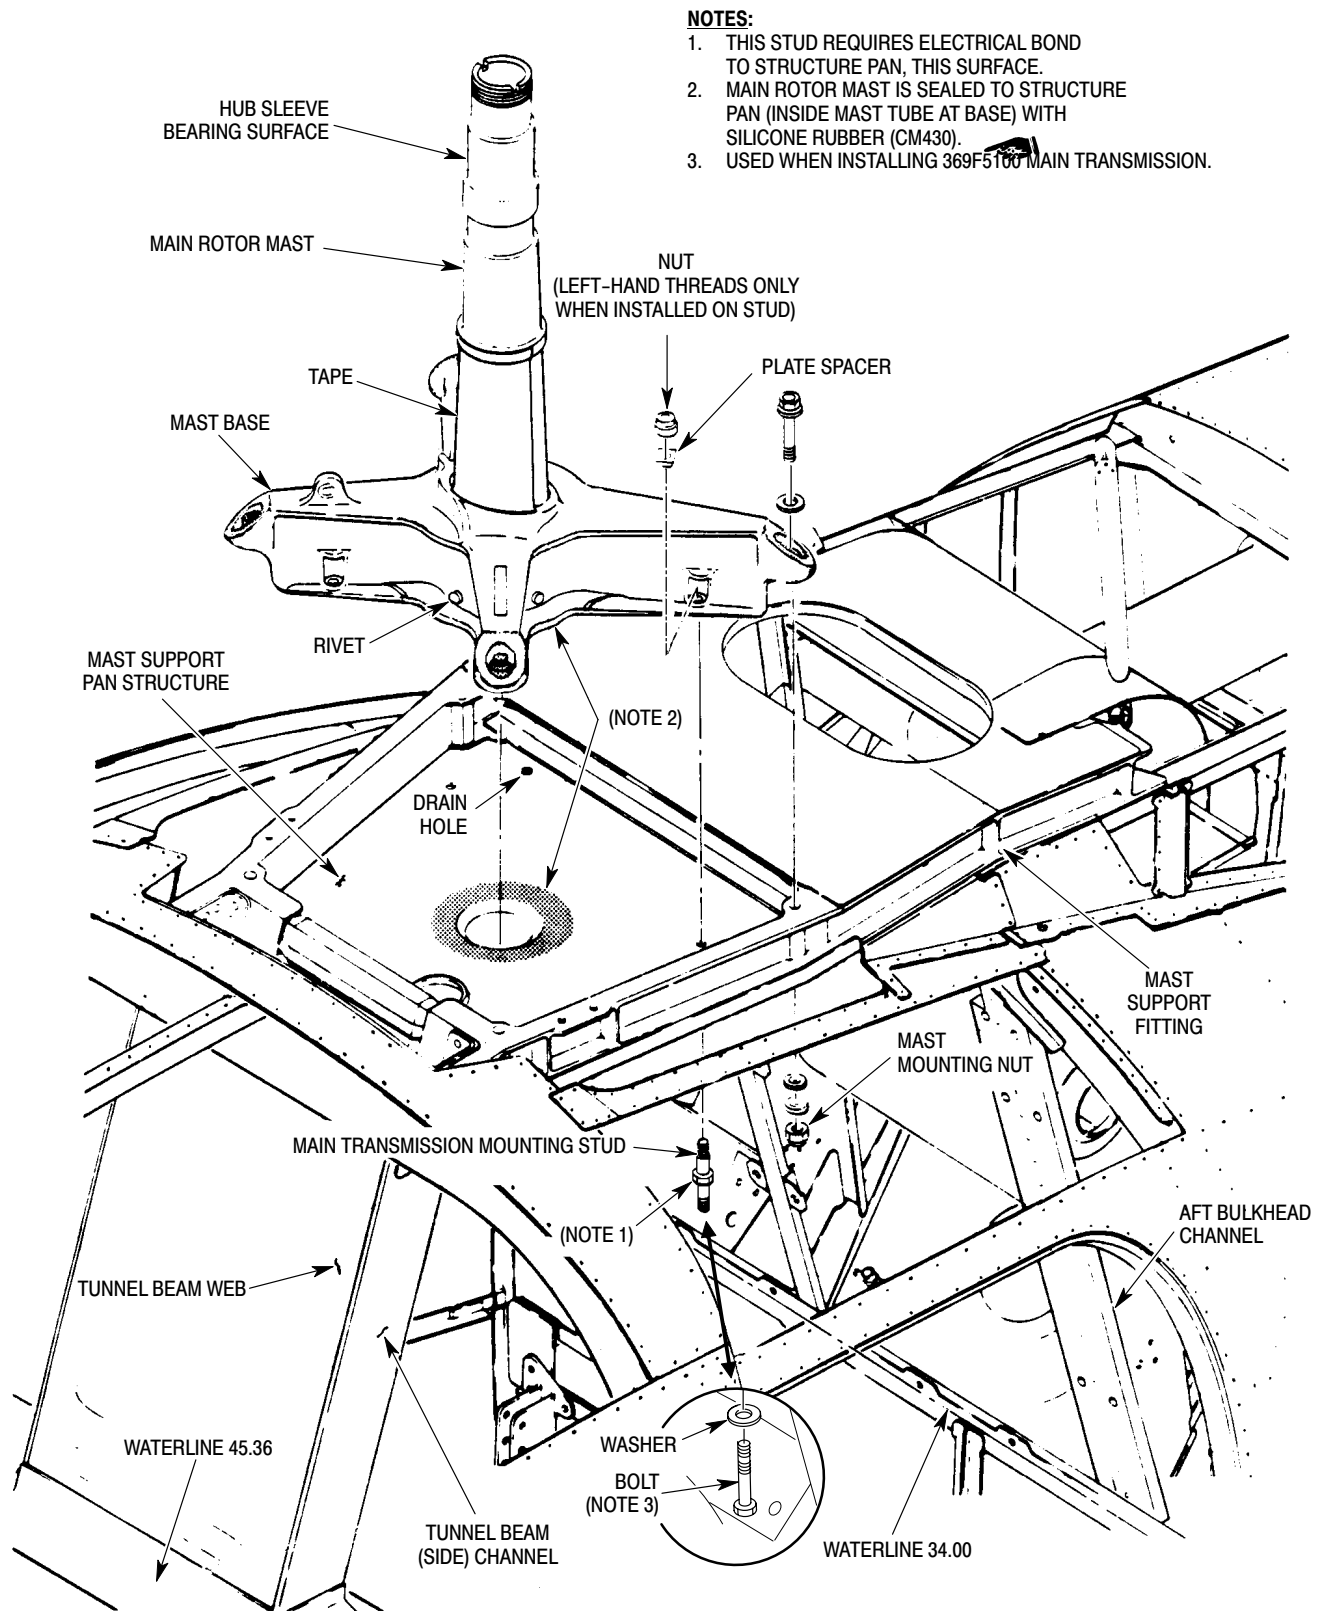 NOTES:
1. THIS STUD REQUIRES ELECTRICAL BOND
TO STRUCTURE PAN, THIS SURFACE.
2. MAIN ROTOR MAST IS SEALED TO STRUCTURE
PAN (INSIDE MAST TUBE AT BASE) WITH
SILICONE RUBBER (CM430).
3. USED WHEN INSTALLING 369F5100 MAIN TRANSMISSION.
HUB SLEEVE
BEARING SURFACE
MAIN ROTOR MAST
NUT
(LEFT-HAND THREADS ONLY
WHEN INSTALLED ON STUD)
PLATE SPACER
TAPE
MAST BASE
RIVET
MAST SUPPORT
PAN STRUCTURE
(NOTE 2)
DRAIN
HOLE
MAST
SUPPORT
FITTING
MAST
MOUNTING NUT
MAIN TRANSMISSION MOUNTING STUD
(NOTE 1)
AFT BULKHEAD
CHANNEL
TUNNEL BEAM WEB
WATERLINE 45.36
WASHER
BOLT
(NOTE 3)
TUNNEL BEAM
(SIDE) CHANNEL
WATERLINE 34.00